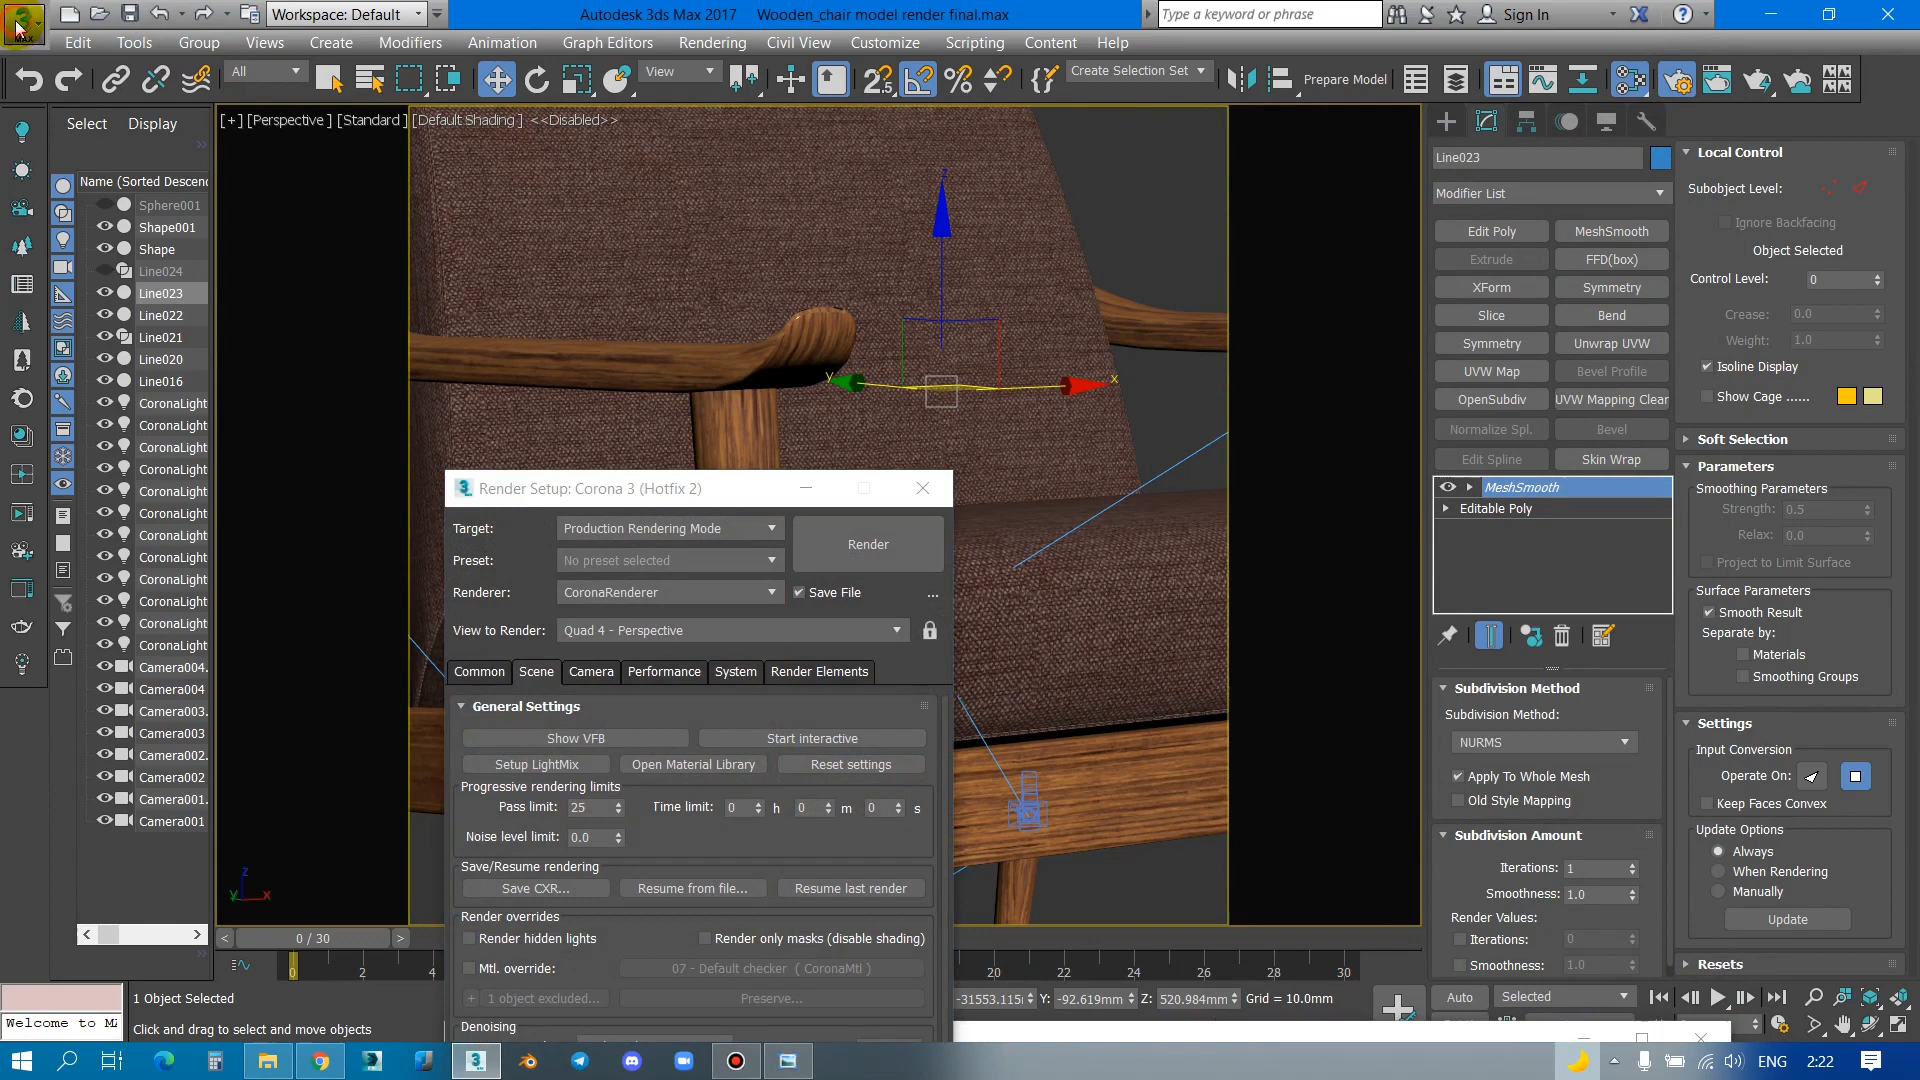 Workspace: Default
Autodesk 3ds Max 2017 Wooden_chair model render final.max
Type a keyword or phrase
Sign In
MAX
Edit Tools Group Views Create Modifiers Animation Graph Editors Rendering Civil View Customize Scripting Content Help
All
View
Create Selection Set
Prepare Model
Select Display
[+] [Perspective ] [Standard ] [Default Shading ] <<Disabled>>
Name (Sorted Descen
Sphere001
Shape001
Shape
Line024
Line023
Line022
Line021
Line020
Line016
CoronaLight
CoronaLight
CoronaLight
CoronaLight
CoronaLight
CoronaLight
CoronaLight
CoronaLight
CoronaLight
CoronaLight
CoronaLight
CoronaLight
Camera004.
Camera004
Camera003.
Camera003
Camera002.
Camera002
Camera001.
Camera001
z
y
x
z
y
x
Render Setup: Corona 3 (Hotfix 2)
Target: Production Rendering Mode
Render
Preset: No preset selected
Renderer: CoronaRenderer
Save File
...
View to Render: Quad 4 - Perspective
Common Scene Camera Performance System Render Elements
General Settings
Show VFB Start interactive
Setup LightMix Open Material Library Reset settings
Progressive rendering limits
Pass limit: 25 Time limit: 0 h 0 m 0 s
Noise level limit: 0.0
Save/Resume rendering
Save CXR... Resume from file... Resume last render
Render overrides
Render hidden lights Render only masks (disable shading)
Mtl. override: 07 - Default checker ( CoronaMtl )
+ 1 object excluded... Preserve...
Denoising
Line023
Modifier List
Edit Poly MeshSmooth
Extrude FFD(box)
XForm Symmetry
Slice Bend
Symmetry Unwrap UVW
UVW Map Bevel Profile
OpenSubdiv UVW Mapping Clear
Normalize Spl. Bevel
Edit Spline Skin Wrap
MeshSmooth
Editable Poly
Subdivision Method
Subdivision Method:
NURMS
Apply To Whole Mesh
Old Style Mapping
Subdivision Amount
Iterations: 1
Smoothness: 1.0
Render Values:
Iterations: 0
Smoothness: 1.0
Local Control
Subobject Level:
Ignore Backfacing
Object Selected
Control Level: 0
Crease: 0.0
Weight: 1.0
Isoline Display
Show Cage ......
Soft Selection
Parameters
Smoothing Parameters
Strength: 0.5
Relax: 0.0
Project to Limit Surface
Surface Parameters
Smooth Result
Separate by:
Materials
Smoothing Groups
Settings
Input Conversion
Operate On:
Keep Faces Convex
Update Options
Always
When Rendering
Manually
Update
Resets
< 0 / 30 >
0 2 4 20 22 24 26 28 30
1 Object Selected
Click and drag to select and move objects
Welcome to MA
-31553.115 Y: -92.619mm Z: 520.984mm Grid = 10.0mm
Auto Selected
ENG 2:22